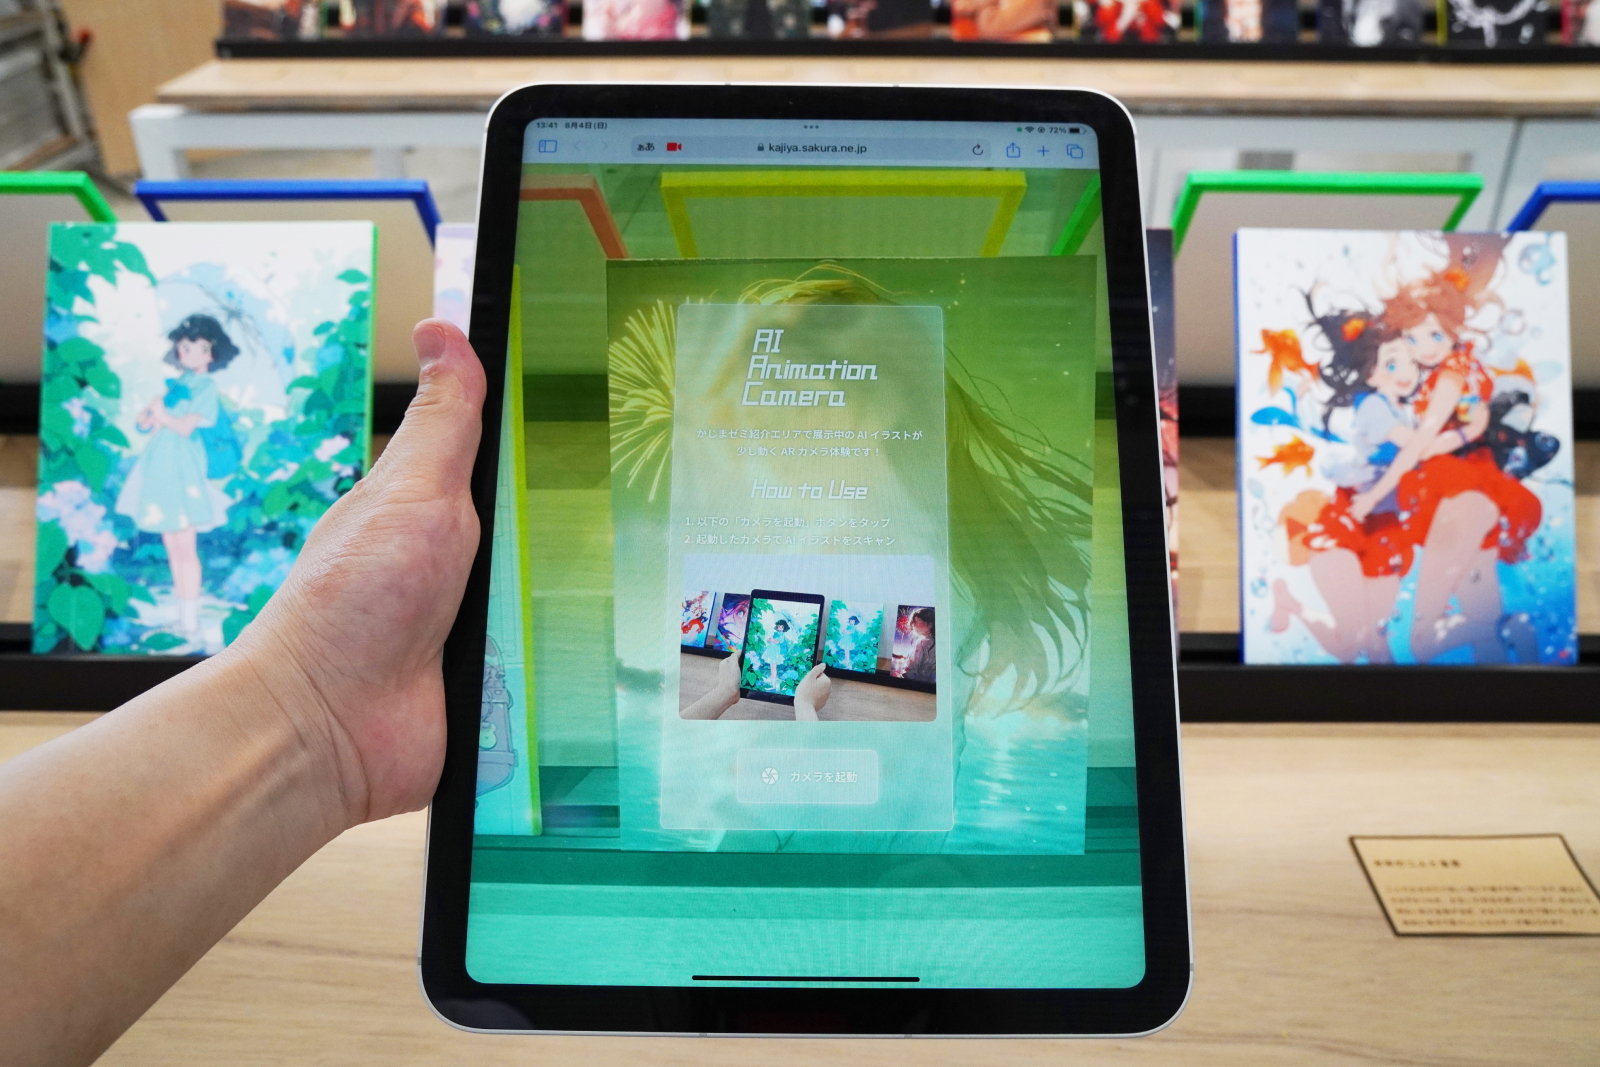 13:41 8月4日(日)
72%
ぁあ
kajiya.sakura.ne.jp
AI
Animation
Camera
かじまゼミ紹介エリアで展示中の AI イラストが
少し動く AR カメラ体験です！
How to Use
1. 以下の「カメラを起動」ボタンをタップ
2. 起動したカメラで AI イラストをスキャン
カメラを起動